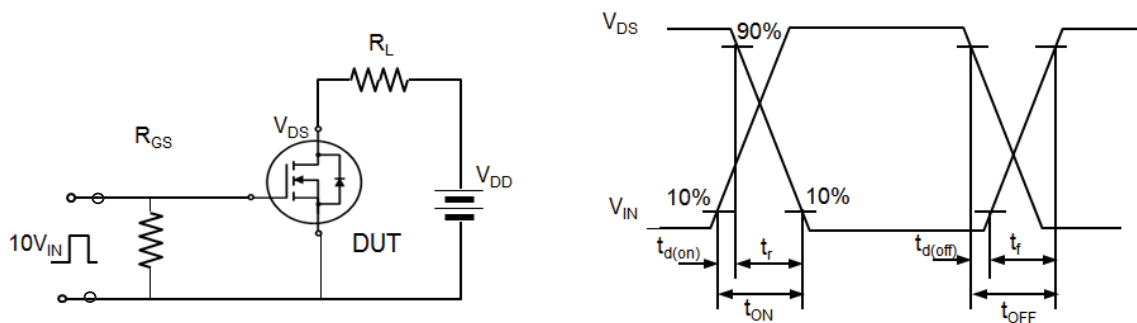 R_L
V_DS
R_GS
V_DD
10V_IN
DUT
V_DS
90%
V_IN
10%
10%
t_d(on)
t_r
t_d(off)
t_f
t_ON
t_OFF